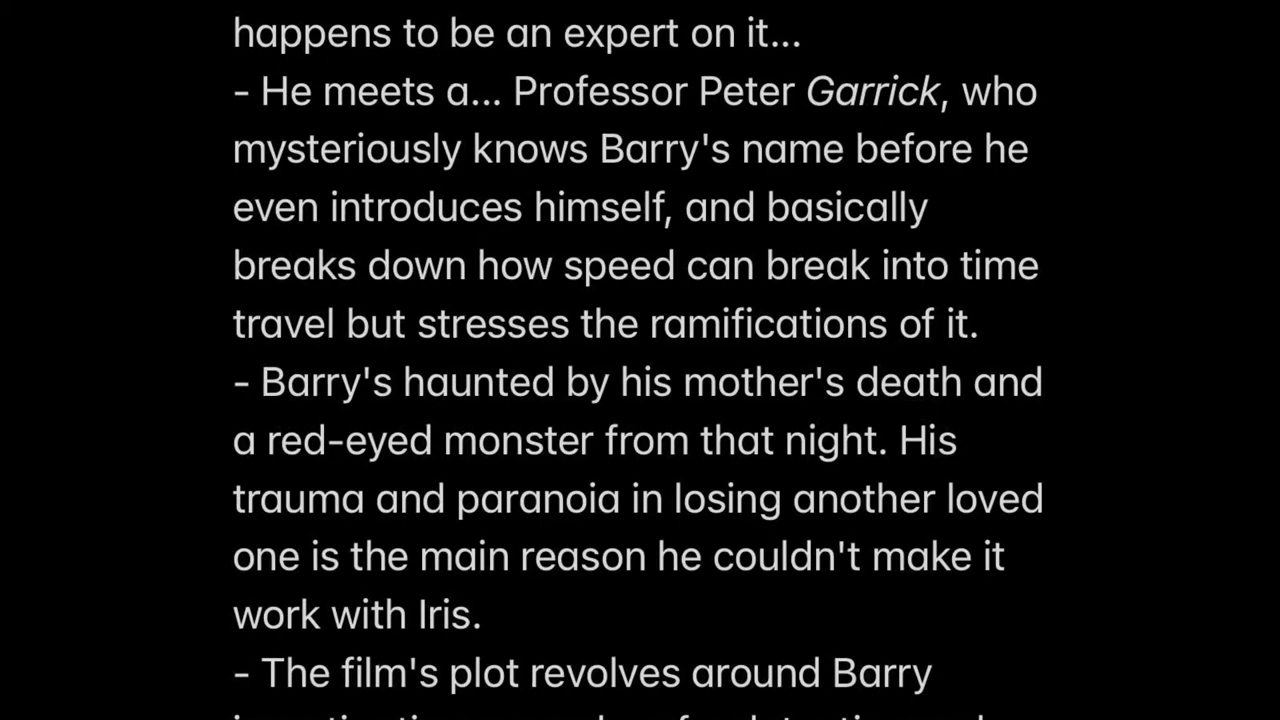 happens to be an expert on it...
- He meets a... Professor Peter Garrick, who
mysteriously knows Barry's name before he
even introduces himself, and basically
breaks down how speed can break into time
travel but stresses the ramifications of it.
- Barry's haunted by his mother's death and
a red-eyed monster from that night. His
trauma and paranoia in losing another loved
one is the main reason he couldn't make it
work with Iris.
- The film's plot revolves around Barry